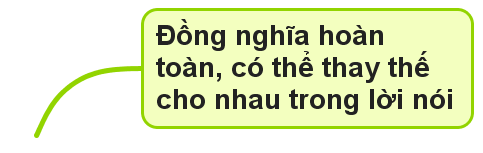 Đồng nghĩa hoàn
toàn, có thể thay thế
cho nhau trong lời nói